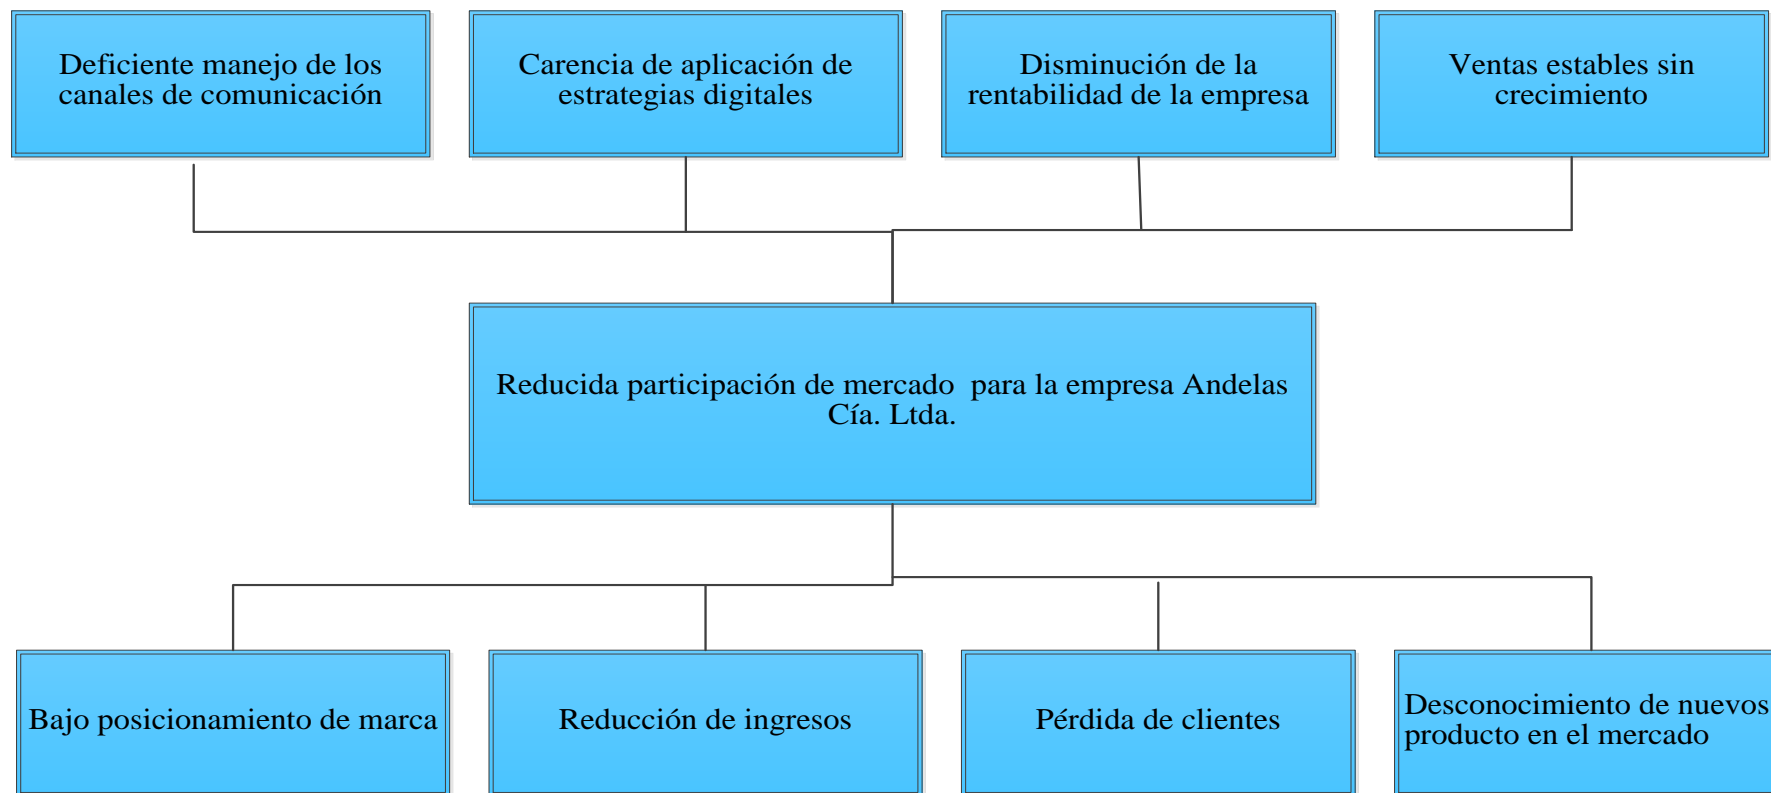 Deficiente manejo de los
canales de comunicación
Carencia de aplicación de
estrategias digitales
Disminución de la
rentabilidad de la empresa
Ventas estables sin
crecimiento
Reducida participación de mercado  para la empresa Andelas
Cía. Ltda.
Bajo posicionamiento de marca
Reducción de ingresos
Pérdida de clientes
Desconocimiento de nuevos
producto en el mercado